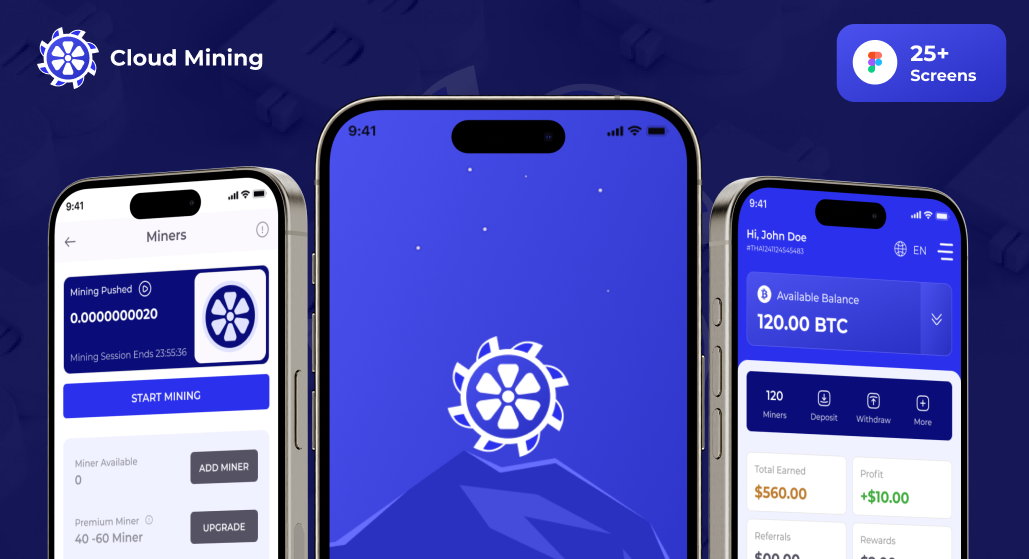 Cloud Mining
25+
Screens
9:41
Miners
Mining Pushed
0.0000000020
Mining Session Ends 23:55:36
START MINING
Miner Available
0
ADD MINER
Premium Miner
40 -60 Miner
UPGRADE
9:41
9:41
Hi, John Doe
EN
Available Balance
120.00 BTC
120
Miners
Deposit
Withdraw
More
Total Earned
$560.00
Profit
+$10.00
Referrals
Rewards